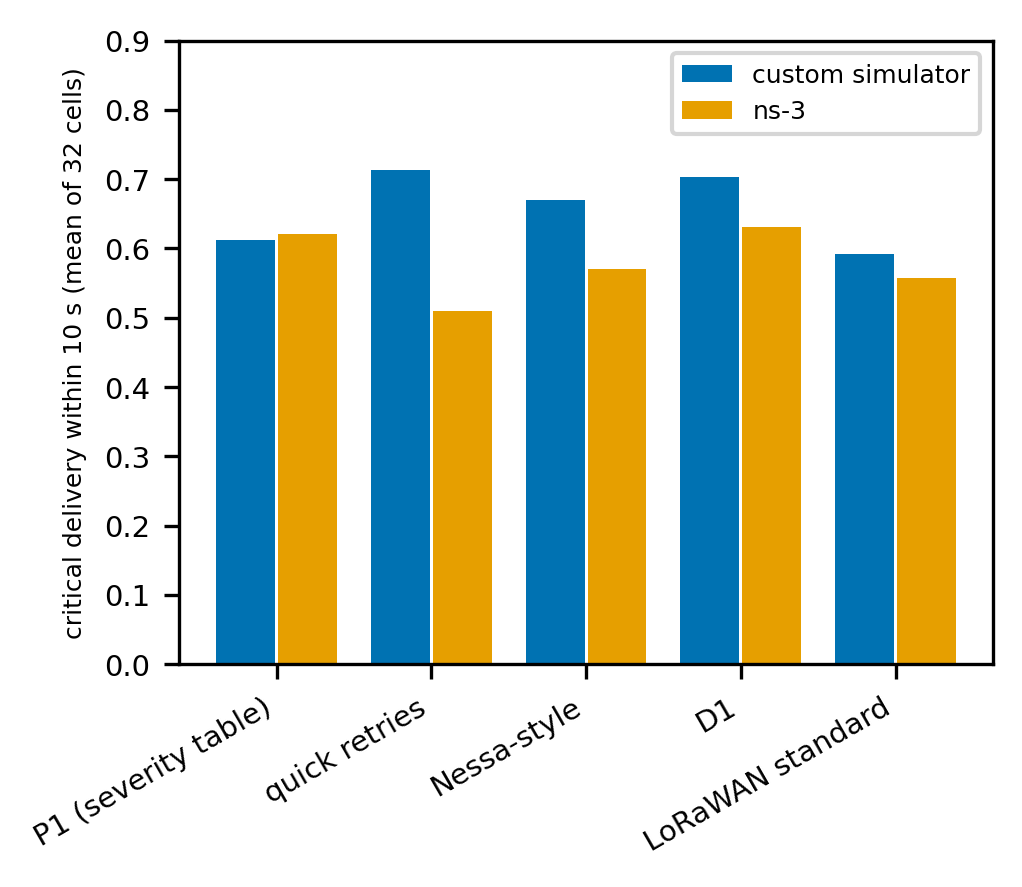 critical delivery within 10 s (mean of 32 cells)
0.9
0.8
0.7
0.6
0.5
0.4
0.3
0.2
0.1
0.0
custom simulator
ns-3
P1 (severity table)
quick retries
Nessa-style
D1
LoRaWAN standard